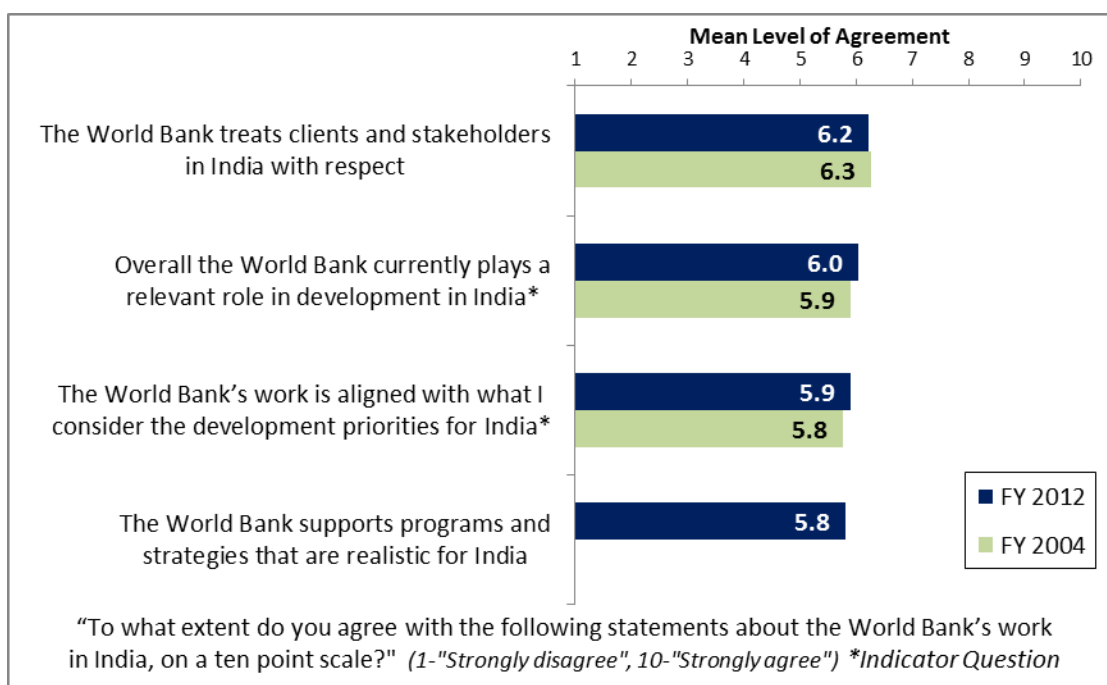 Mean Level of Agreement
1 2 3 4 5 6 7 8 9 10
The World Bank treats clients and stakeholders
in India with respect
6.2
6.3
Overall the World Bank currently plays a
relevant role in development in India*
6.0
5.9
The World Bank’s work is aligned with what I
consider the development priorities for India*
5.9
5.8
The World Bank supports programs and
strategies that are realistic for India
5.8
FY 2012
FY 2004
“To what extent do you agree with the following statements about the World Bank’s work
in India, on a ten point scale?" (1-"Strongly disagree", 10-"Strongly agree") *Indicator Question